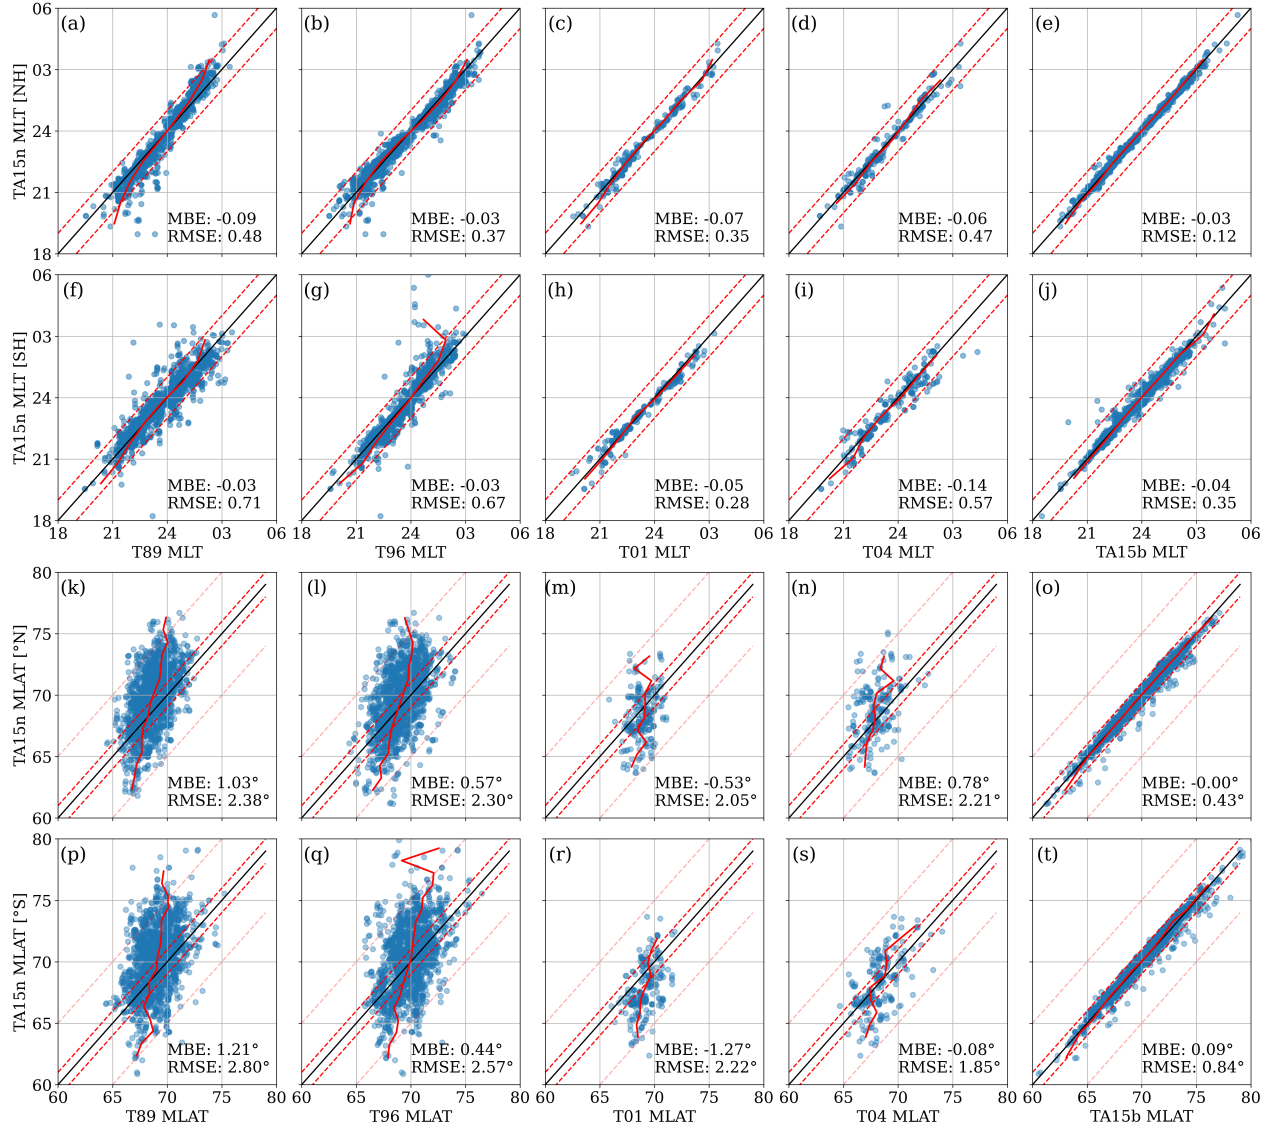 06 (a) (b) (c) (d) (e)
03
24
21
18
TA15n MLT [NH]
MBE: -0.09 MBE: -0.03 MBE: -0.07 MBE: -0.06 MBE: -0.03
RMSE: 0.48 RMSE: 0.37 RMSE: 0.35 RMSE: 0.47 RMSE: 0.12
06 (f) (g) (h) (i) (j)
03
24
21
18
TA15n MLT [SH]
MBE: -0.03 MBE: -0.03 MBE: -0.05 MBE: -0.14 MBE: -0.04
RMSE: 0.71 RMSE: 0.67 RMSE: 0.28 RMSE: 0.57 RMSE: 0.35
18 21 24 03 06 18 21 24 03 06 18 21 24 03 06 18 21 24 03 06 18 21 24 03 06
T89 MLT T96 MLT T01 MLT T04 MLT TA15b MLT
80 (k) (l) (m) (n) (o)
75
70
65
60
TA15n MLAT [°N]
MBE: 1.03° MBE: 0.57° MBE: -0.53° MBE: 0.78° MBE: -0.00°
RMSE: 2.38° RMSE: 2.30° RMSE: 2.05° RMSE: 2.21° RMSE: 0.43°
80 (p) (q) (r) (s) (t)
75
70
65
60
TA15n MLAT [°S]
MBE: 1.21° MBE: 0.44° MBE: -1.27° MBE: -0.08° MBE: 0.09°
RMSE: 2.80° RMSE: 2.57° RMSE: 2.22° RMSE: 1.85° RMSE: 0.84°
60 65 70 75 80 60 65 70 75 80 60 65 70 75 80 60 65 70 75 80 60 65 70 75 80
T89 MLAT T96 MLAT T01 MLAT T04 MLAT TA15b MLAT